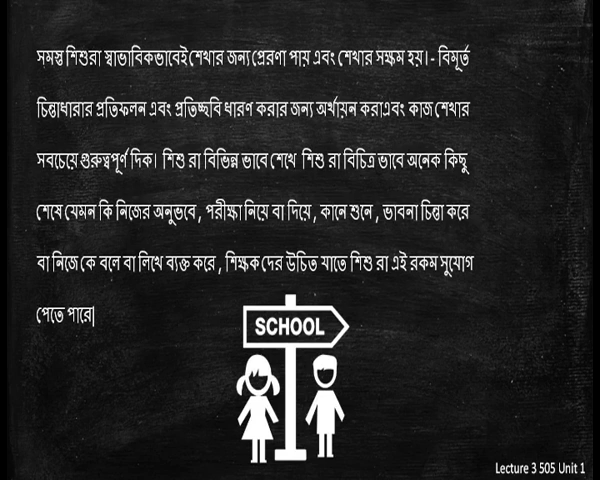 সমস্ত শিশুরা স্বাভাবিকভাবেই শেখার জন্য প্রেরণা পায় এবং শেখার সক্ষম হয়। - বিমূর্ত
চিন্তাধারার প্রতিফলন এবং প্রতিচ্ছবি ধারণ করার জন্য অর্থায়ন করাএবং কাজ শেখার
সবচেয়ে গুরুত্বপূর্ণ দিক। শিশু রা বিভিন্ন ভাবে শেখে শিশু রা বিচিত্র ভাবে অনেক কিছু
শেষে যেমন কি নিজের অনুভবে , পরীক্ষা নিয়ে বা দিয়ে , কানে শুনে , ভাবনা চিন্তা করে
বা নিজে কে বলে বা লিখে ব্যক্ত করে , শিক্ষক দের উচিত যাতে শিশু রা এই রকম সুযোগ
পেতে পারে|
SCHOOL
Lecture 3 505 Unit 1